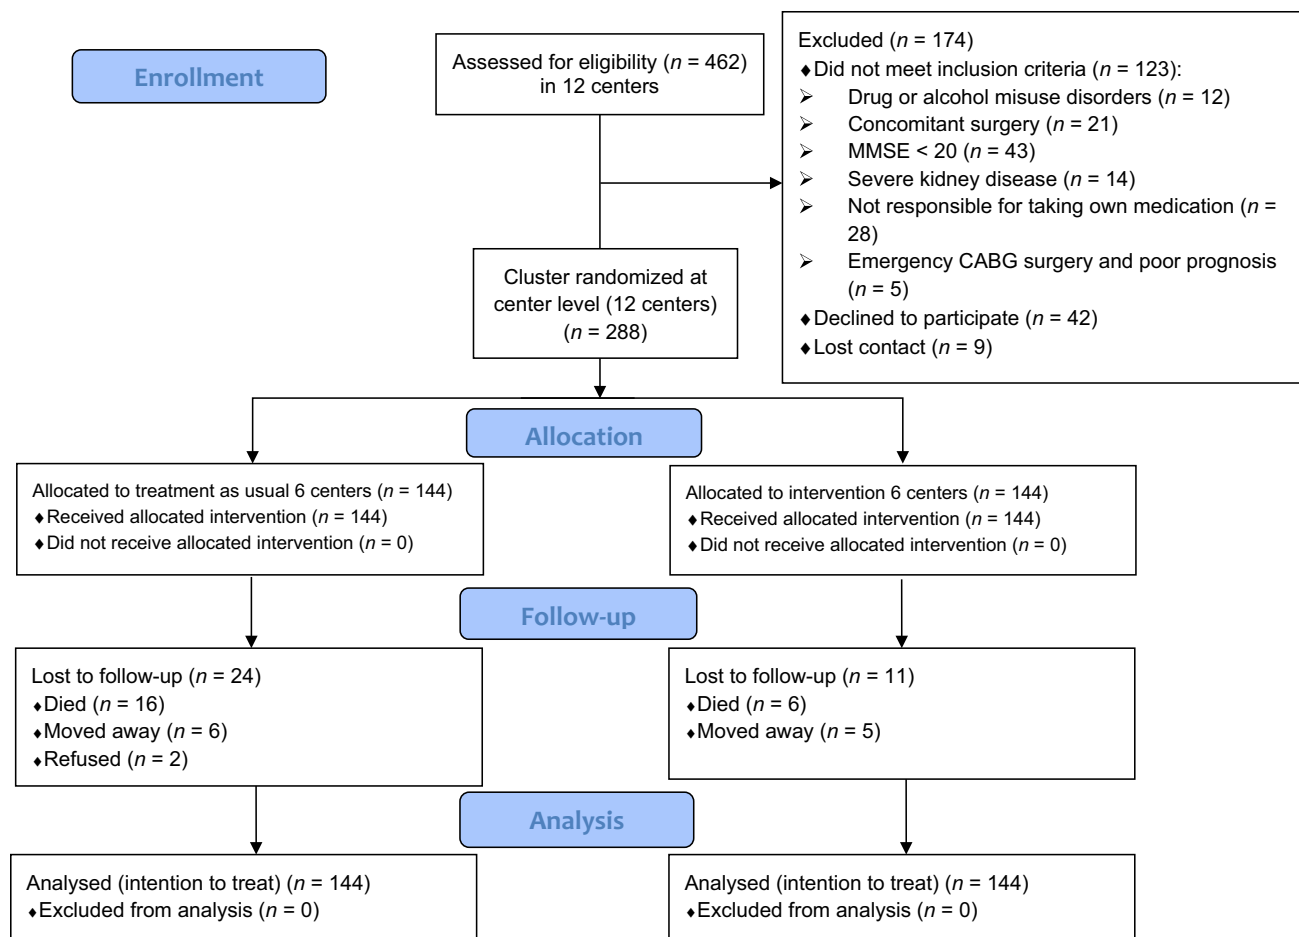 Enrollment
Assessed for eligibility (n = 462)
in 12 centers
Excluded (n = 174)
♦Did not meet inclusion criteria (n = 123):
➢ Drug or alcohol misuse disorders (n = 12)
➢ Concomitant surgery (n = 21)
➢ MMSE < 20 (n = 43)
➢ Severe kidney disease (n = 14)
➢ Not responsible for taking own medication (n =
28)
➢ Emergency CABG surgery and poor prognosis
(n = 5)
♦Declined to participate (n = 42)
♦Lost contact (n = 9)
Cluster randomized at
center level (12 centers)
(n = 288)
Allocation
Allocated to treatment as usual 6 centers (n = 144)
♦Received allocated intervention (n = 144)
♦Did not receive allocated intervention (n = 0)
Allocated to intervention 6 centers (n = 144)
♦Received allocated intervention (n = 144)
♦Did not receive allocated intervention (n = 0)
Follow-up
Lost to follow-up (n = 24)
♦Died (n = 16)
♦Moved away (n = 6)
♦Refused (n = 2)
Lost to follow-up (n = 11)
♦Died (n = 6)
♦Moved away (n = 5)
Analysis
Analysed (intention to treat) (n = 144)
♦Excluded from analysis (n = 0)
Analysed (intention to treat) (n = 144)
♦Excluded from analysis (n = 0)